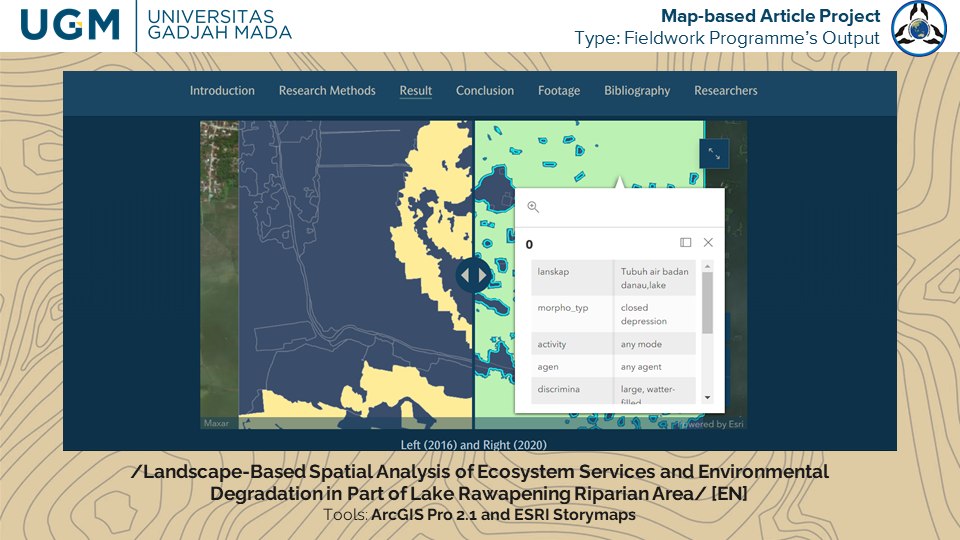 UGM
UNIVERSITAS
GADJAH MADA
Map-based Article Project
Type: Fieldwork Programme's Output
Introduction
Research Methods
Result
Conclusion
Footage
Bibliography
Researchers
0
lanskap
Tubuh air badan
danau,lake
morpho_typ
closed
depression
activity
any mode
agen
any agent
discrimina
large, watter-
filled
Maxar
Powered by Esri
Left (2016) and Right (2020)
/Landscape-Based Spatial Analysis of Ecosystem Services and Environmental
Degradation in Part of Lake Rawapening Riparian Area/ [EN]
Tools: ArcGIS Pro 2.1 and ESRI Storymaps